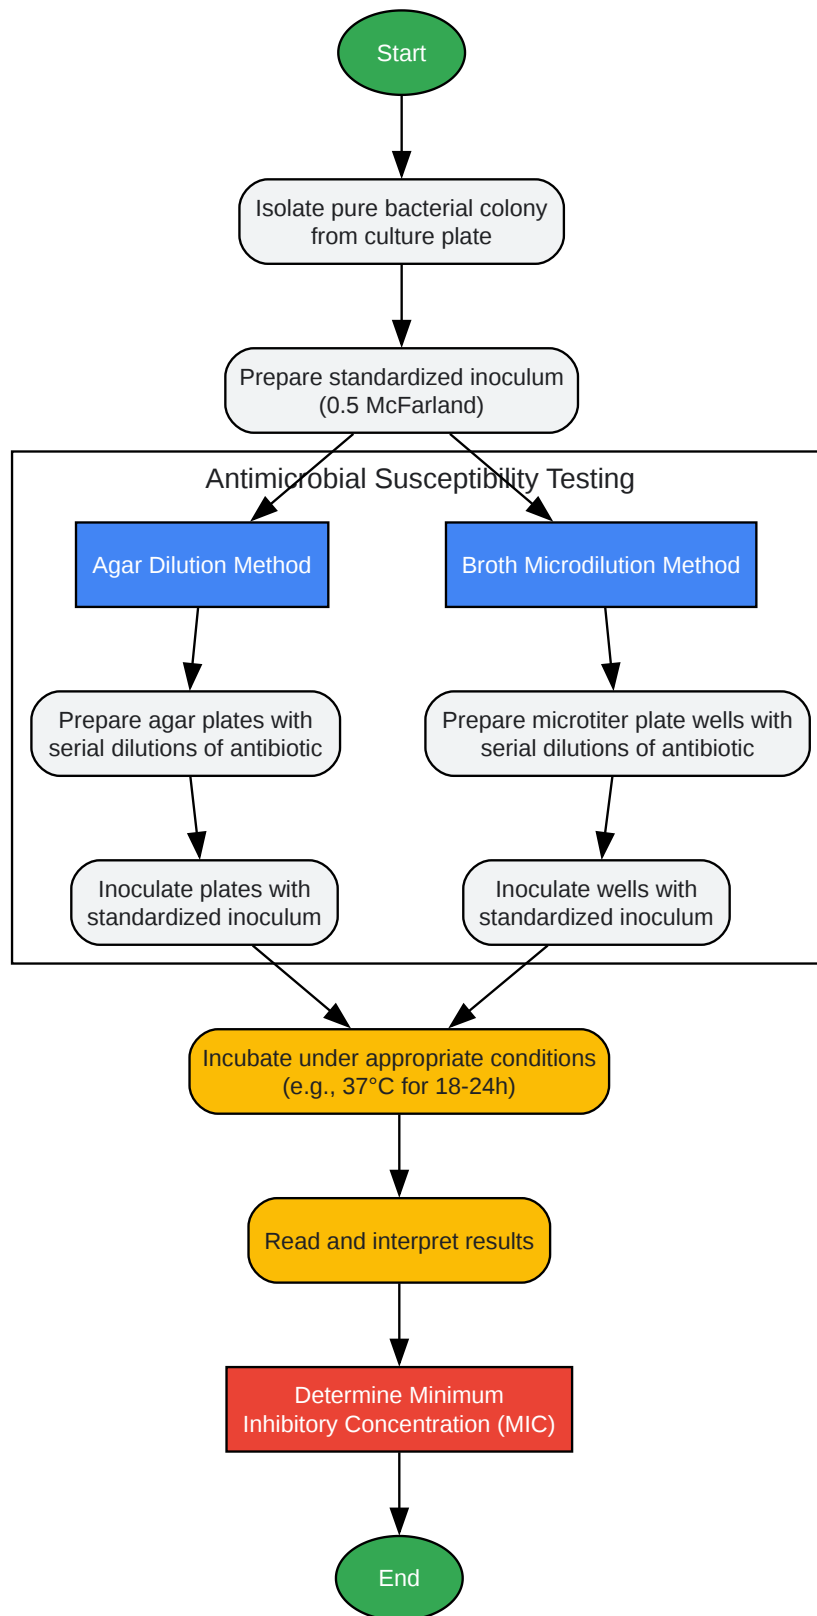 Start
Isolate pure bacterial colony
from culture plate
Prepare standardized inoculum
(0.5 McFarland)
Antimicrobial Susceptibility Testing
Agar Dilution Method
Broth Microdilution Method
Prepare agar plates with
serial dilutions of antibiotic
Prepare microtiter plate wells with
serial dilutions of antibiotic
Inoculate plates with
standardized inoculum
Inoculate wells with
standardized inoculum
Incubate under appropriate conditions
(e.g., 37°C for 18-24h)
Read and interpret results
Determine Minimum
Inhibitory Concentration (MIC)
End